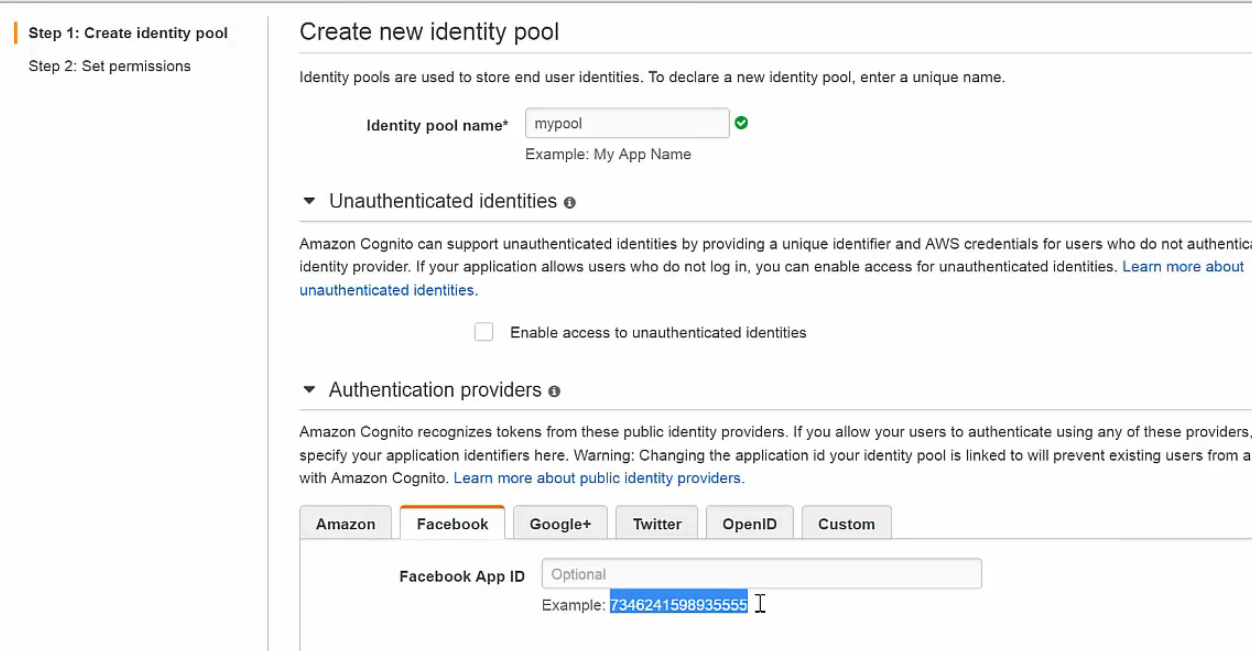 Step 1: Create identity pool
Step 2: Set permissions
Create new identity pool
Identity pools are used to store end user identities. To declare a new identity pool, enter a unique name.
Identity pool name* mypool
Example: My App Name
Unauthenticated identities
Amazon Cognito can support unauthenticated identities by providing a unique identifier and AWS credentials for users who do not
identity provider. If your application allows users who do not log in, you can enable access for unauthenticated identities. Learn more about
unauthenticated identities.
Enable access to unauthenticated identities
Authentication providers
Amazon Cognito recognizes tokens from these public identity providers. If you allow your users to authenticate using any of these providers,
specify your application identifiers here. Warning: Changing the application id your identity pool is linked to will prevent existing users from
with Amazon Cognito. Learn more about public identity providers.
Amazon Facebook Google+ Twitter OpenID Custom
Facebook App ID Optional
Example: 7346241598935555